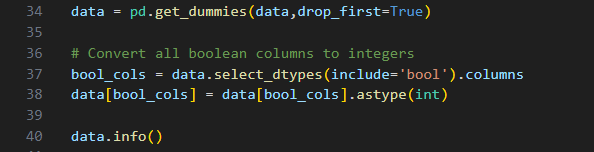 34 data = pd.get_dummies(data,drop_first=True)
35
36 # Convert all boolean columns to integers
37 bool_cols = data.select_dtypes(include='bool').columns
38 data[bool_cols] = data[bool_cols].astype(int)
39
40 data.info()